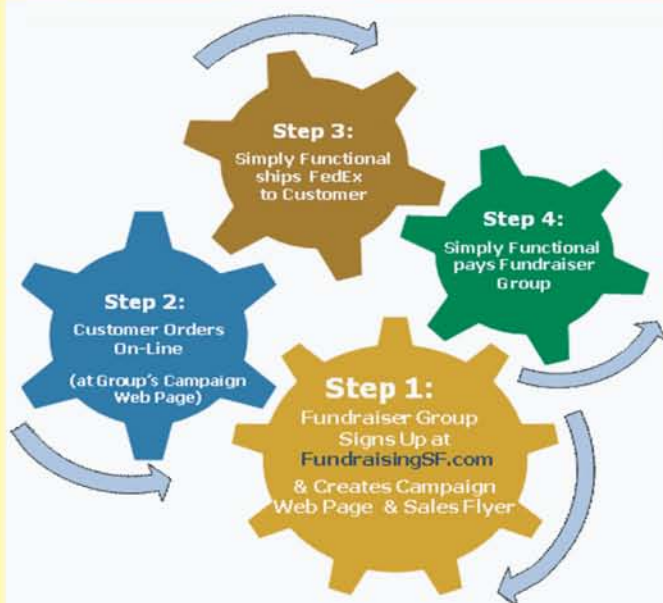 Step 1:
Fundraiser Group
Signs Up at
FundraisingSF.com
& Creates Campaign
Web Page & Sales Flyer
Step 2:
Customer Orders
On-Line
(at Group's Campaign
Web Page)
Step 3:
Simply Functional
ships FedEx
to Customer
Step 4:
Simply Functional
pays Fundraiser
Group